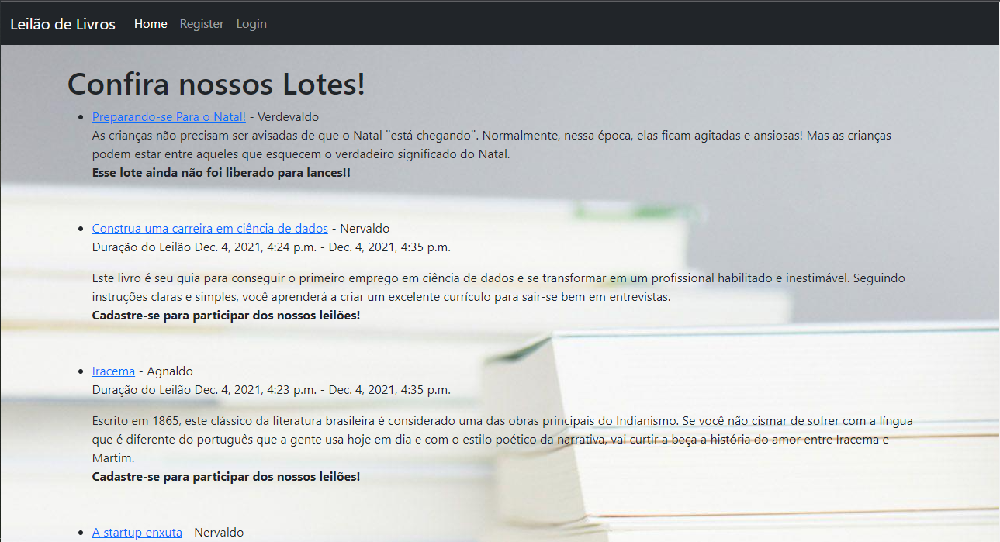 Leilão de Livros Home Register Login
Confira nossos Lotes!
Preparando-se Para o Natal! - Verdevaldo
As crianças não precisam ser avisadas de que o Natal ¨está chegando¨. Normalmente, nessa época, elas ficam agitadas e ansiosas! Mas as crianças
podem estar entre aqueles que esquecem o verdadeiro significado do Natal.
Esse lote ainda não foi liberado para lances!!
Construa uma carreira em ciência de dados - Nervaldo
Duração do Leilão Dec. 4, 2021, 4:24 p.m. - Dec. 4, 2021, 4:35 p.m.
Este livro é seu guia para conseguir o primeiro emprego em ciência de dados e se transformar em um profissional habilitado e inestimável. Seguindo
instruções claras e simples, você aprenderá a criar um excelente currículo para sair-se bem em entrevistas.
Cadastre-se para participar dos nossos leilões!
Iracema - Agnaldo
Duração do Leilão Dec. 4, 2021, 4:23 p.m. - Dec. 4, 2021, 4:35 p.m.
Escrito em 1865, este clássico da literatura brasileira é considerado uma das obras principais do Indianismo. Se você não cismar de sofrer com a língua
que é diferente do português que a gente usa hoje em dia e com o estilo poético da narrativa, vai curtir a beça a história do amor entre Iracema e
Martim.
Cadastre-se para participar dos nossos leilões!
A startup enxuta - Nervaldo